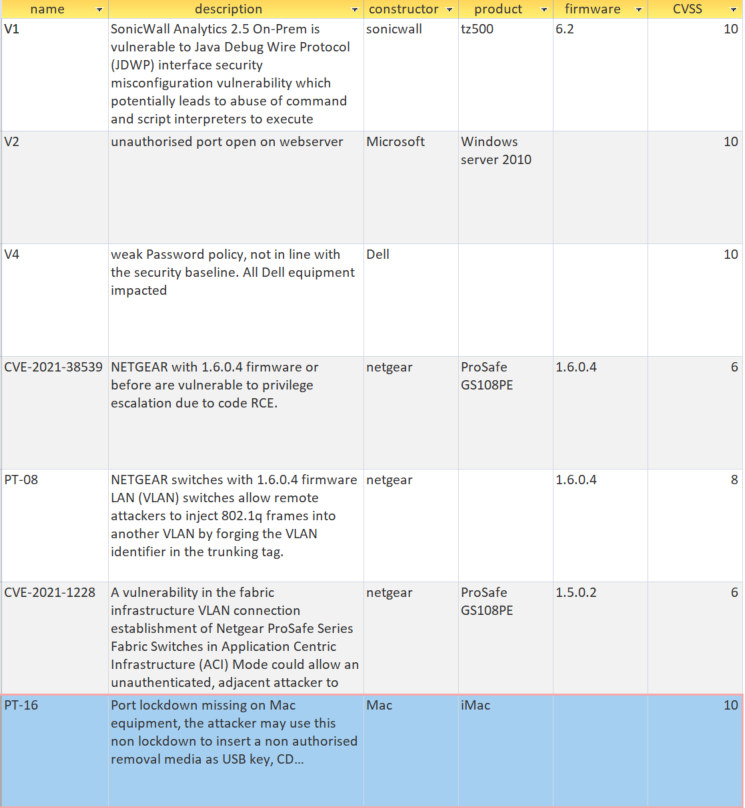 name description constructor product firmware CVSS
V1 SonicWall Analytics 2.5 On-Prem is sonicwall tz500 6.2 10
vulnerable to Java Debug Wire Protocol
(JDWP) interface security
misconfiguration vulnerability which
potentially leads to abuse of command
and script interpreters to execute
V2 unauthorised port open on webserver Microsoft Windows 10
server 2010
V4 weak Password policy, not in line with Dell 10
the security baseline. All Dell equipment
impacted
CVE-2021-38539 NETGEAR with 1.6.0.4 firmware or netgear ProSafe 1.6.0.4 6
before are vulnerable to privilege GS108PE
escalation due to code RCE.
PT-08 NETGEAR switches with 1.6.0.4 firmware netgear 1.6.0.4 8
LAN (VLAN) switches allow remote
attackers to inject 802.1q frames into
another VLAN by forging the VLAN
identifier in the trunking tag.
CVE-2021-1228 A vulnerability in the fabric netgear ProSafe 1.5.0.2 6
infrastructure VLAN connection GS108PE
establishment of Netgear ProSafe Series
Fabric Switches in Application Centric
Infrastructure (ACI) Mode could allow an
unauthenticated, adjacent attacker to
PT-16 Port lockdown missing on Mac Mac iMac 10
equipment, the attacker may use this
non lockdown to insert a non authorised
removal media as USB key, CD...